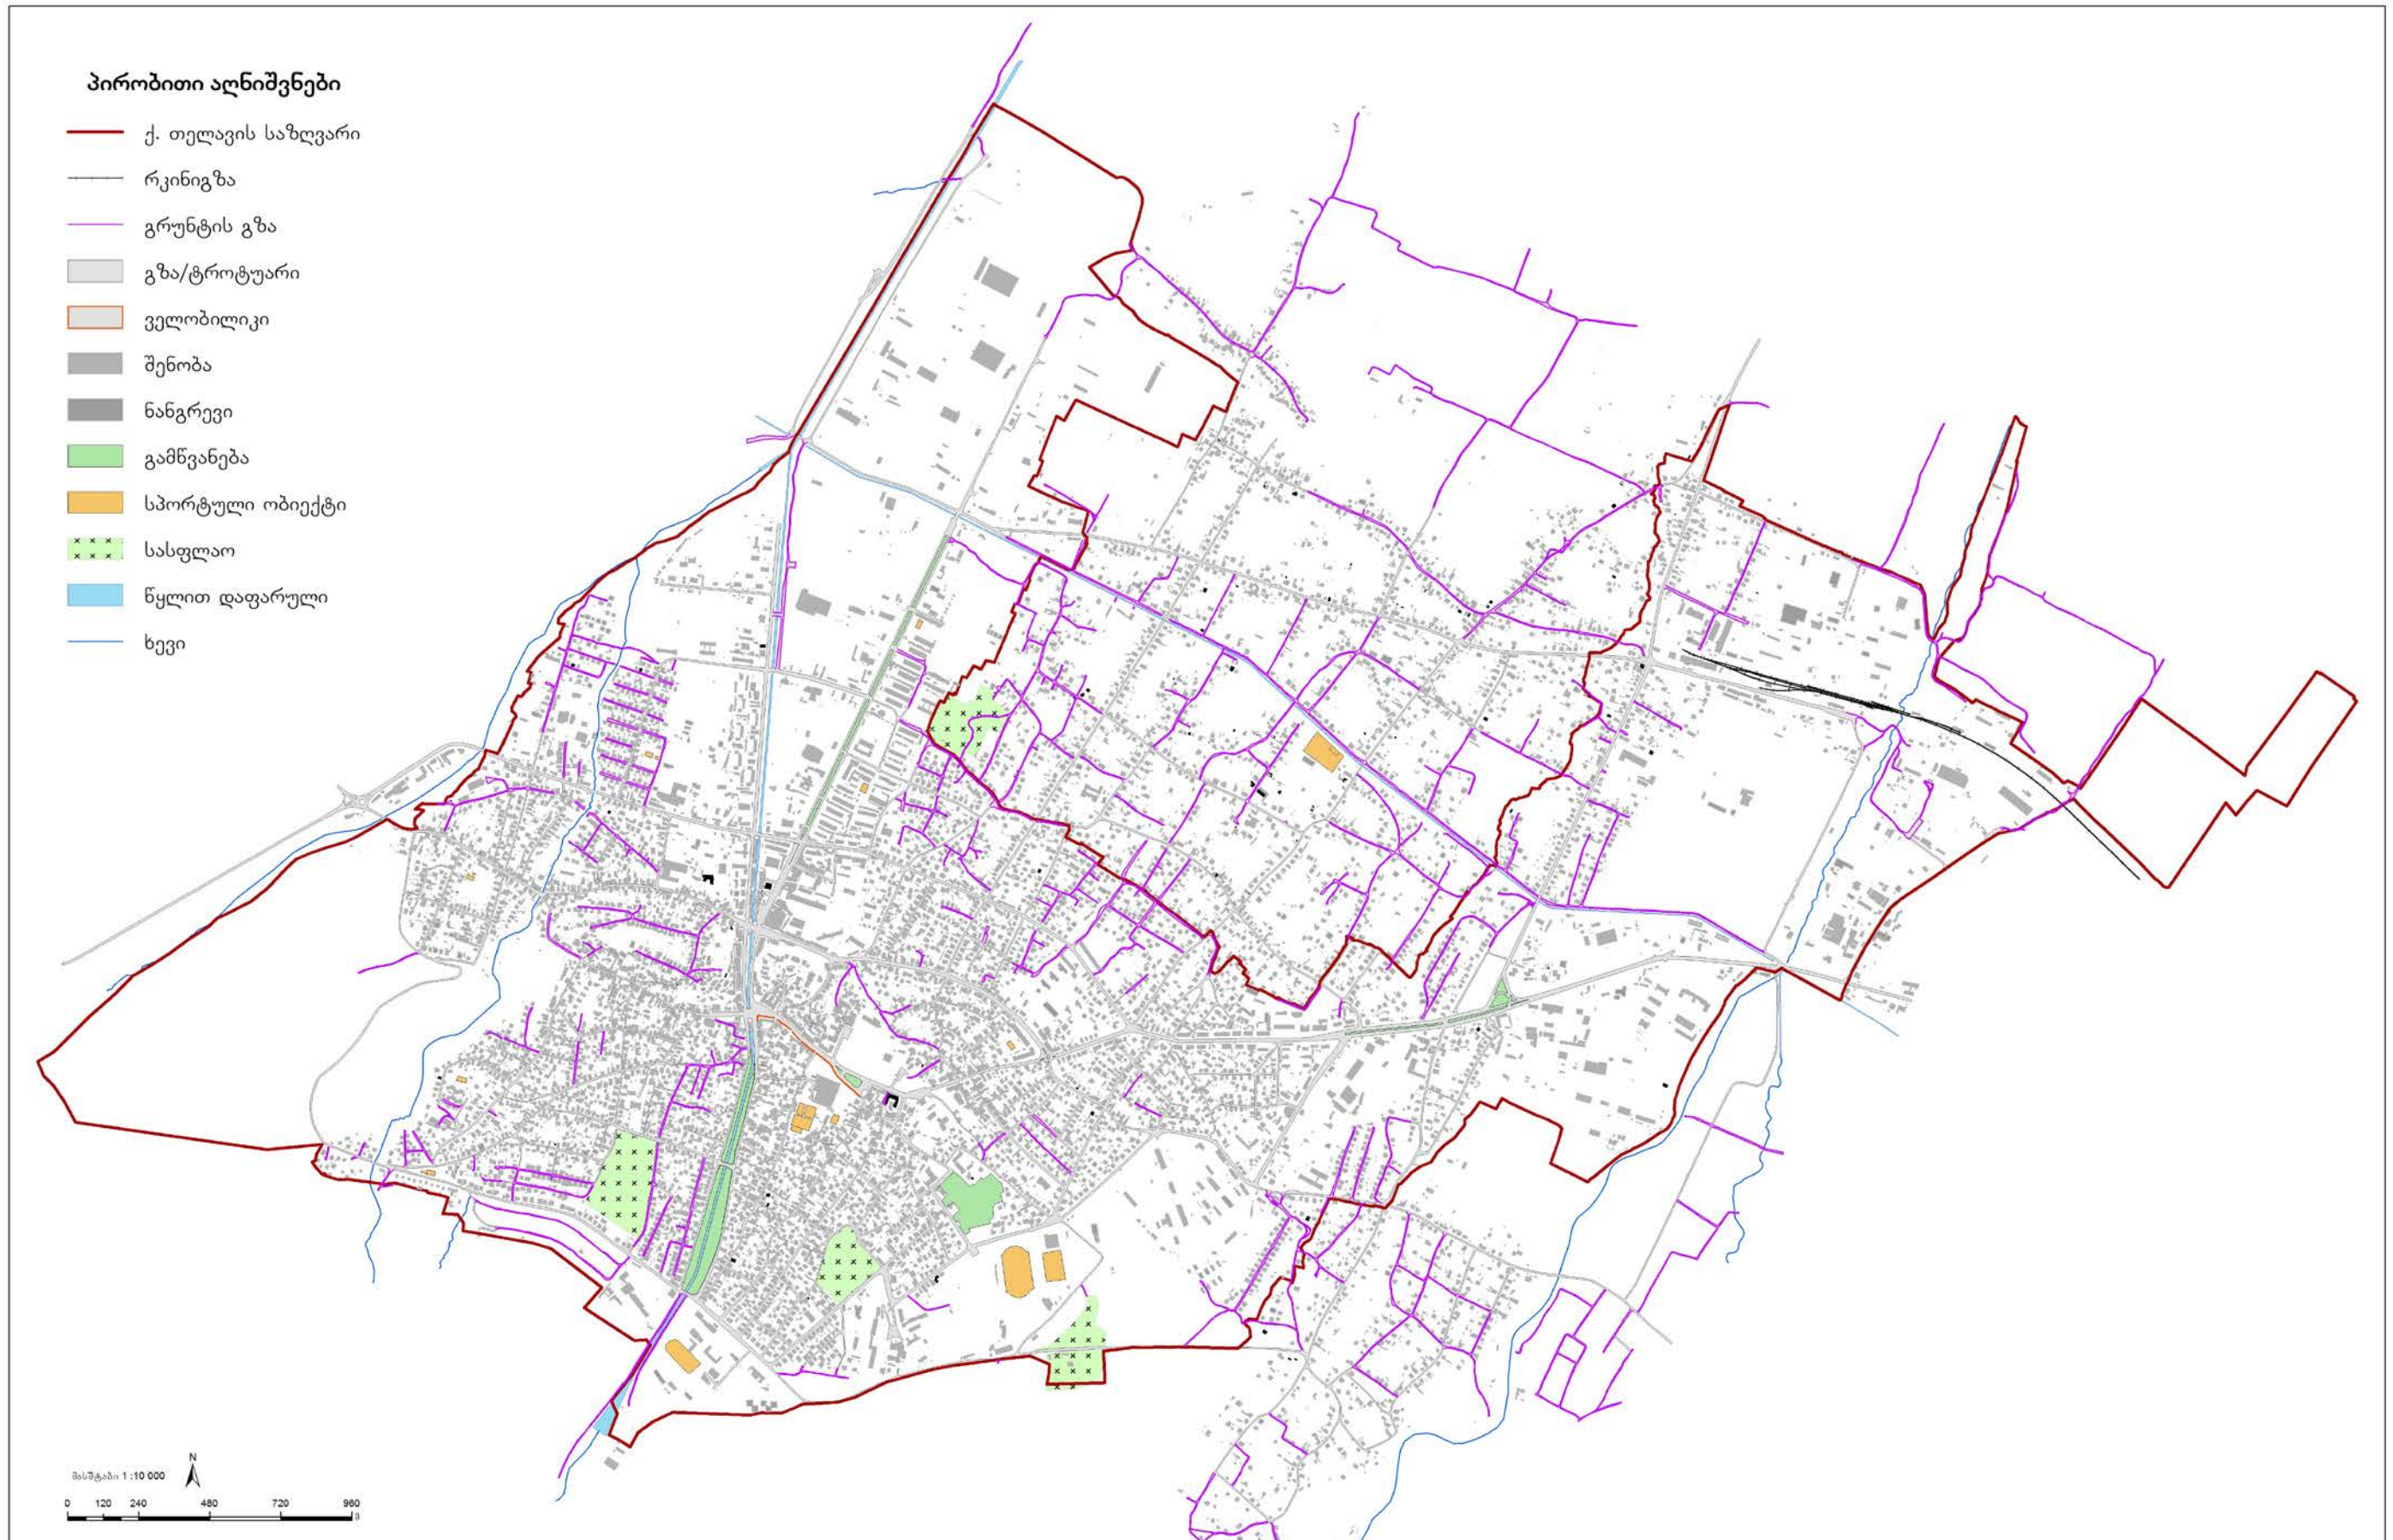 პირობითი აღნიშვნები
ქ. თელავის საზღვარი
რკინიგზა
გრუნტის გზა
გზა/ტროტუარი
ველობილიკი
შენობა
ნანგრევი
გამწვანება
სპორტული ობიექტი
სასფლაო
წყლით დაფარული
ხევი
მასშტაბი 1 :10 000
N
0 120 240 480 720 960
მ